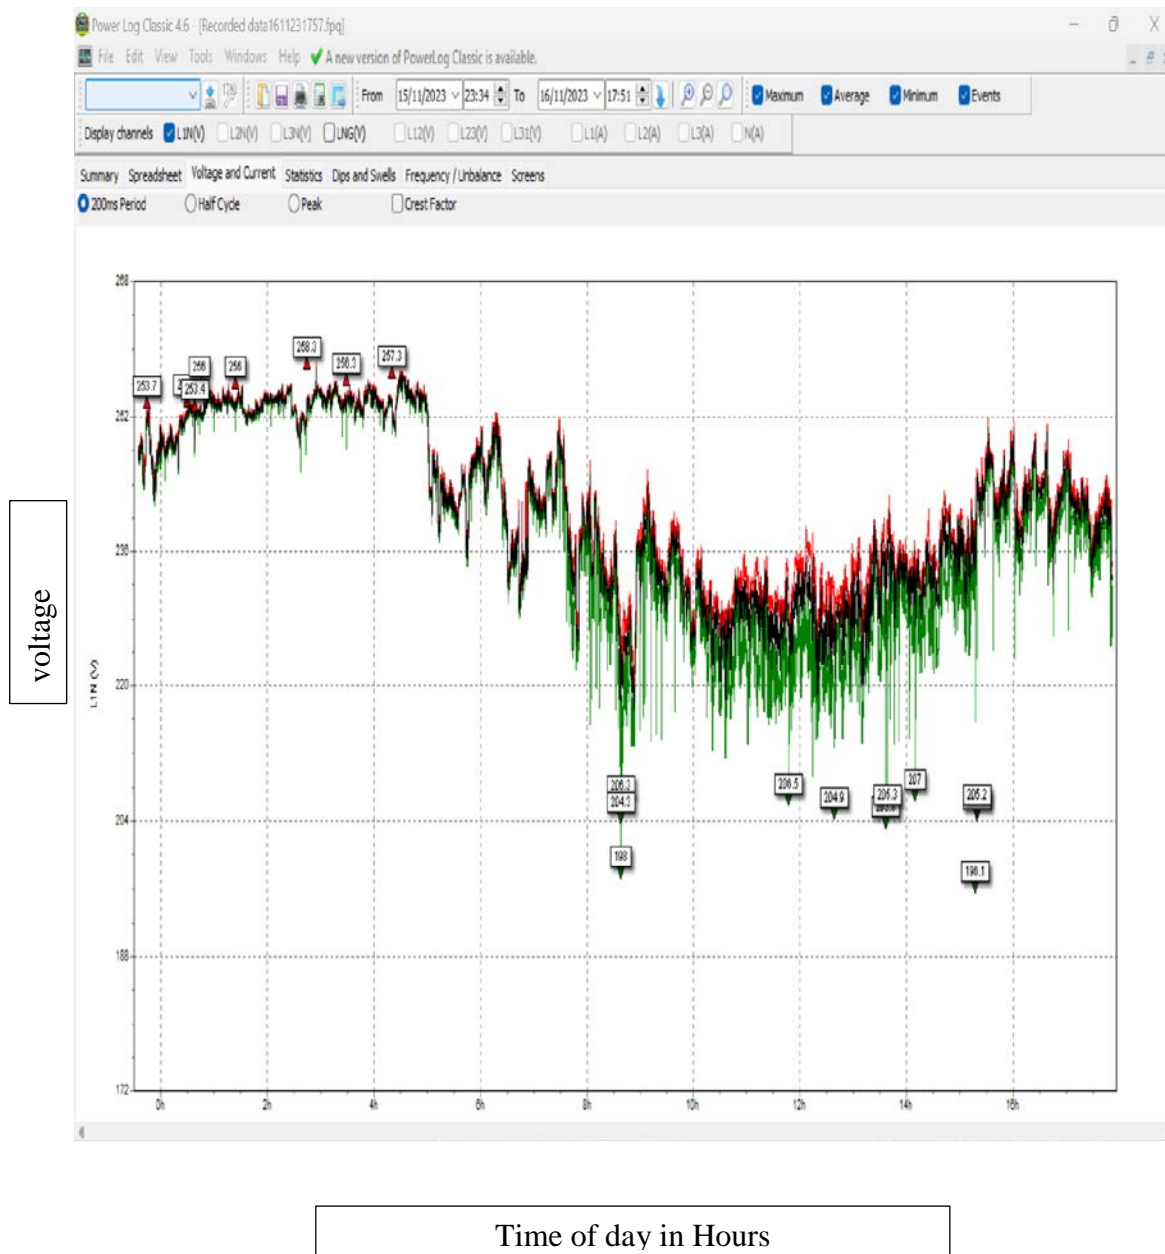 Power Log Classic 4.6 - [Recorded data1611231757.fpq]
File Edit View Tools Windows Help A new version of PowerLog Classic is available.
From 15/11/2023 23:34 To 16/11/2023 17:51 Maximum Average Minimum Events
Display channels L1N(V) L2N(V) L3N(V) LNG(V) L12(V) L23(V) L31(V) L1(A) L2(A) L3(A) N(A)
Summary Spreadsheet Voltage and Current Statistics Dips and Swells Frequency / Unbalance Screens
200ms Period Half Cycle Peak Crest Factor
268
258.3
257.3
256.3
256
256
253.7
253.4
252
236
voltage
L1N (V)
220
206.3
204.3
206.5
204.9
205.3
207
205.2
204
198
196.1
188
172
0h 2h 4h 6h 8h 10h 12h 14h 16h
Time of day in Hours